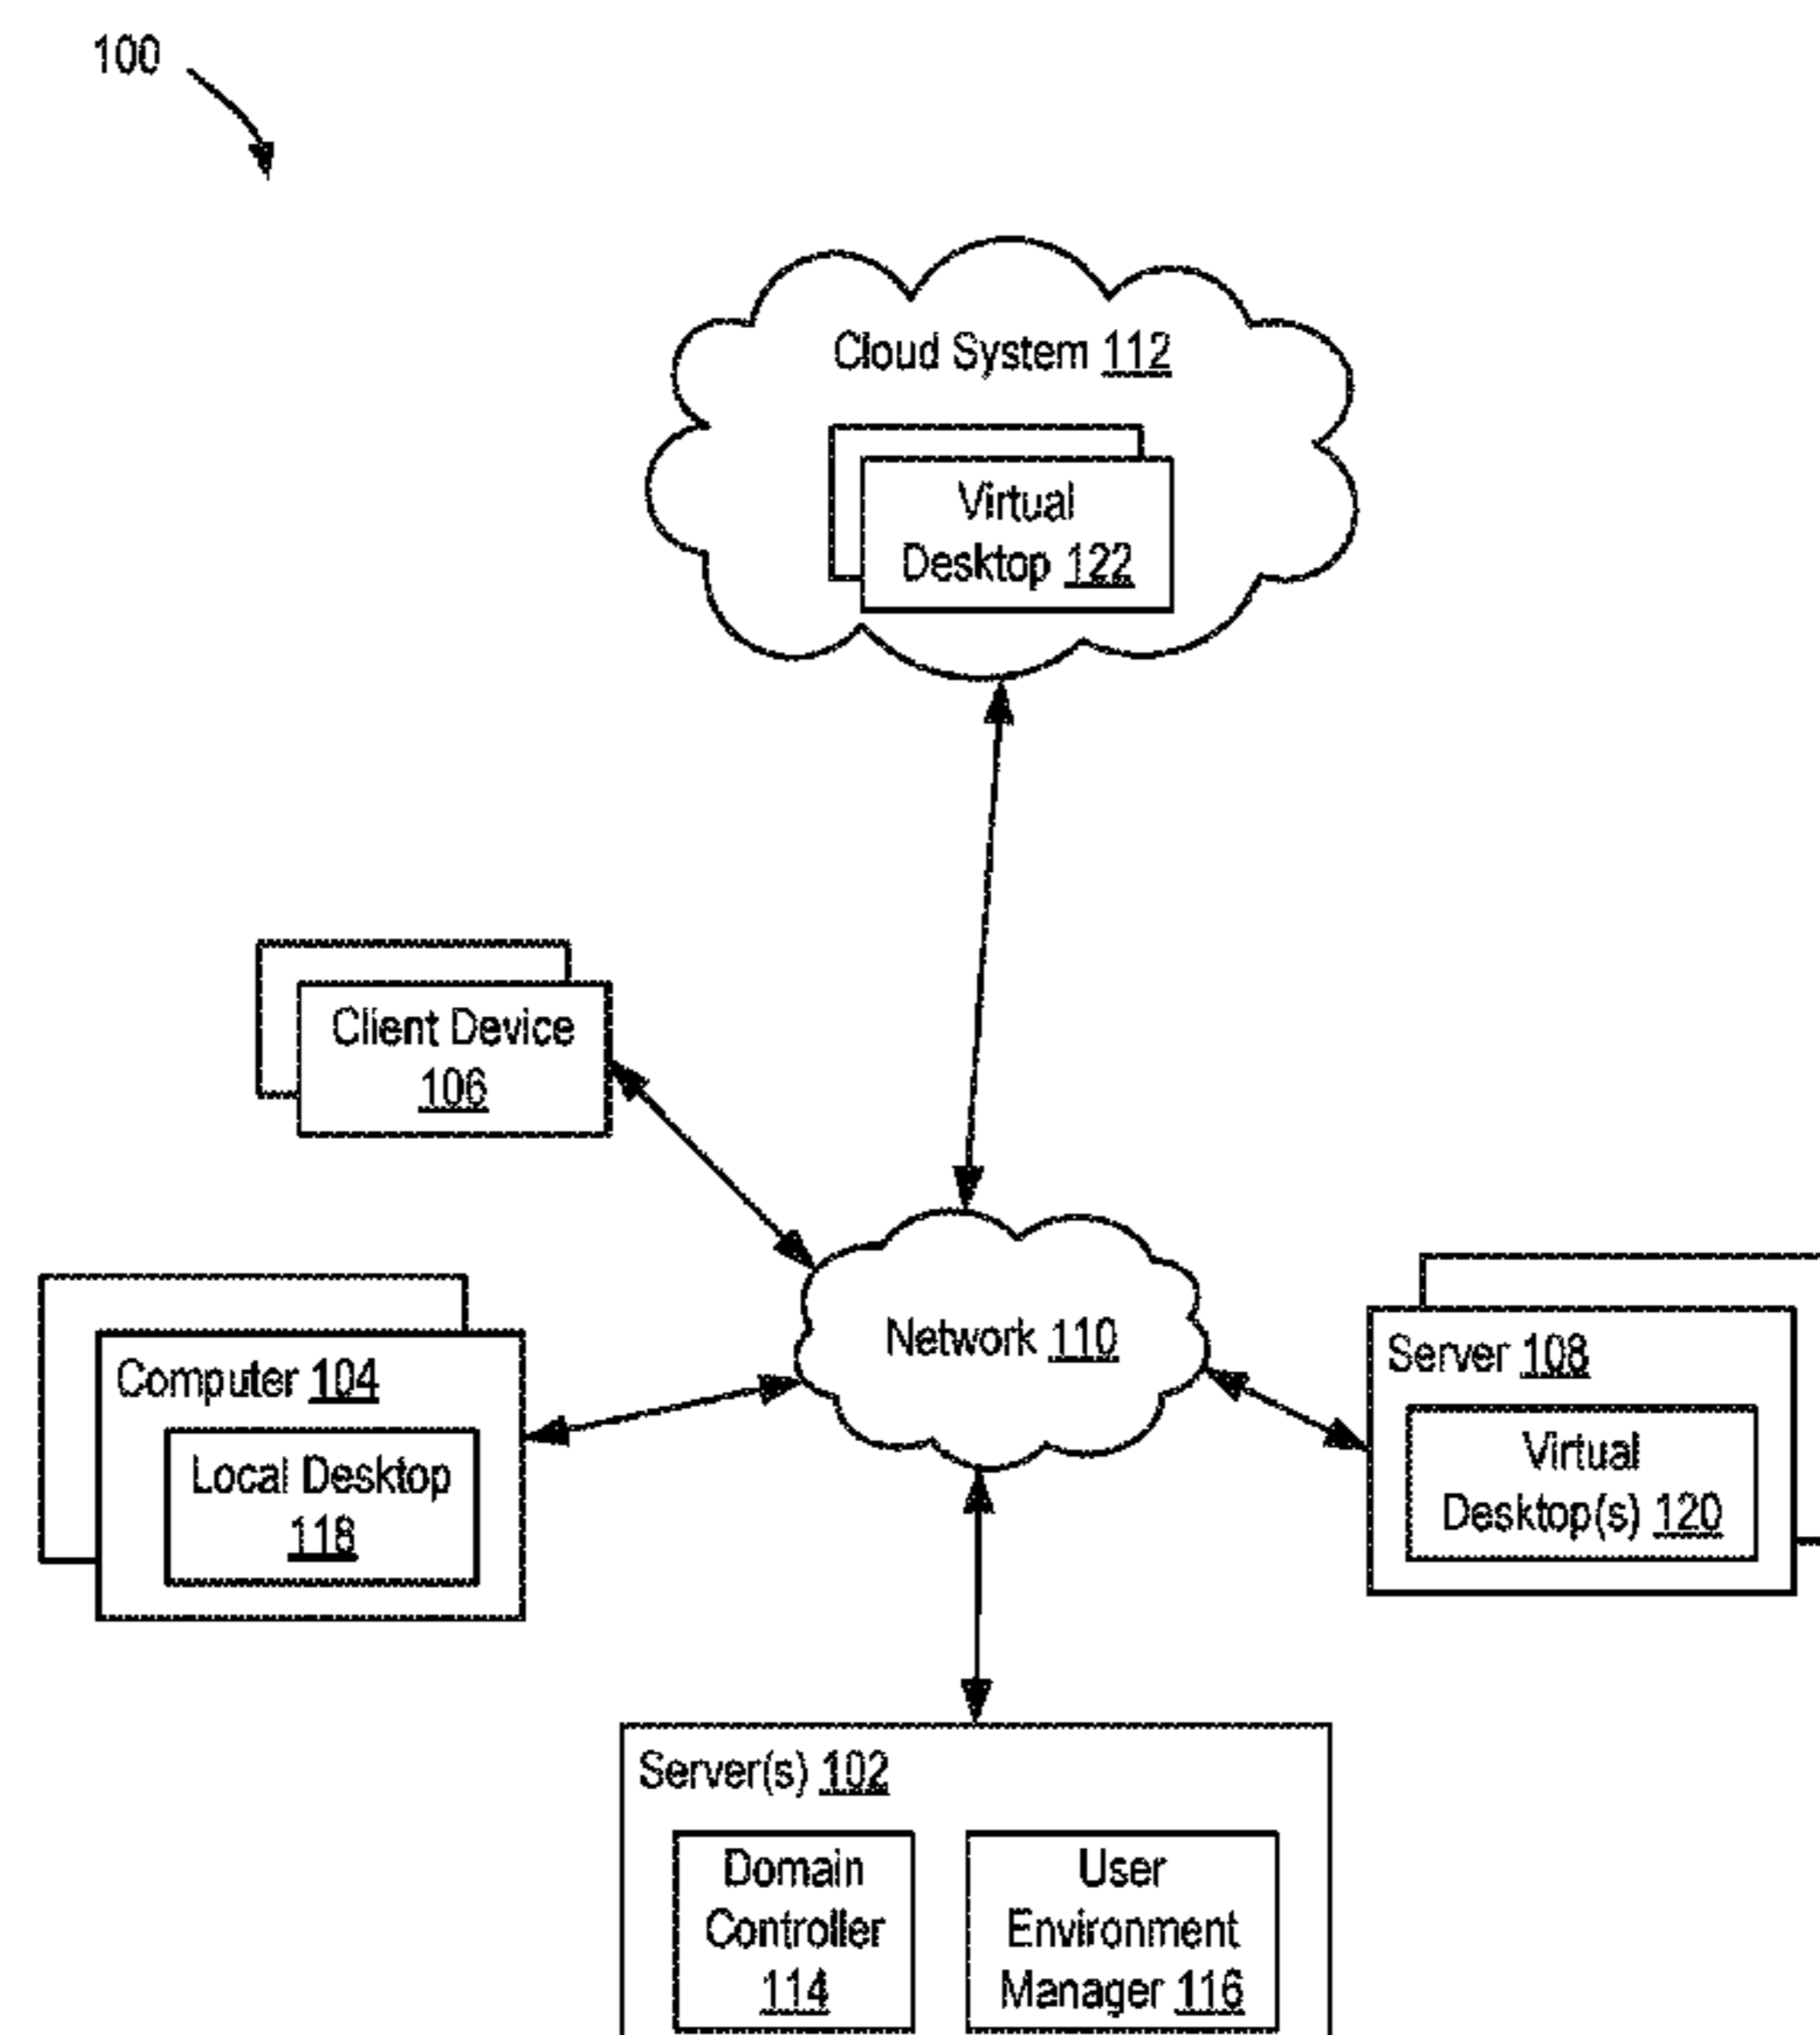 100
Cloud System 112
Virtual
Desktop 122
Client Device
106
Network 110
Computer 104
Local Desktop
118
Server 108
Virtual
Desktop(s) 120
Server(s) 102
Domain
Controller
114
User
Environment
Manager 116